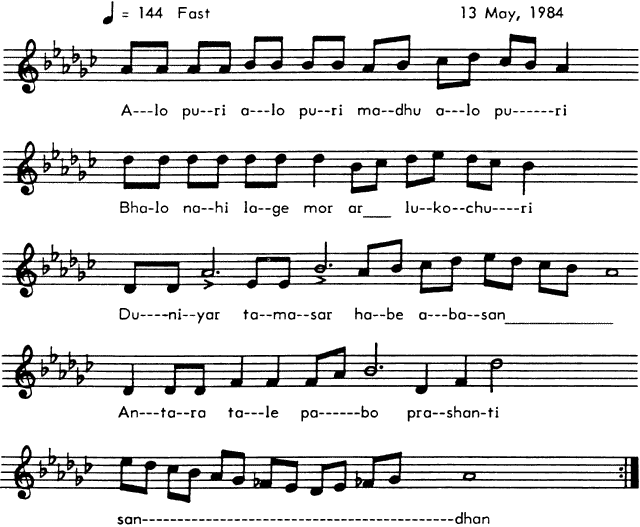 ♩ = 144 Fast 13 May, 1984
A---lo pu--ri a---lo pu--ri ma--dhu a---lo pu------ri
Bha-lo na--hi la--ge mor ar___ lu--ko--chu----ri
Du----ni-yar ta--ma-sar ha--be a---ba--san____________
An---ta--ra ta---le pa------bo pra--shan-ti
san----------------------------------------dhan